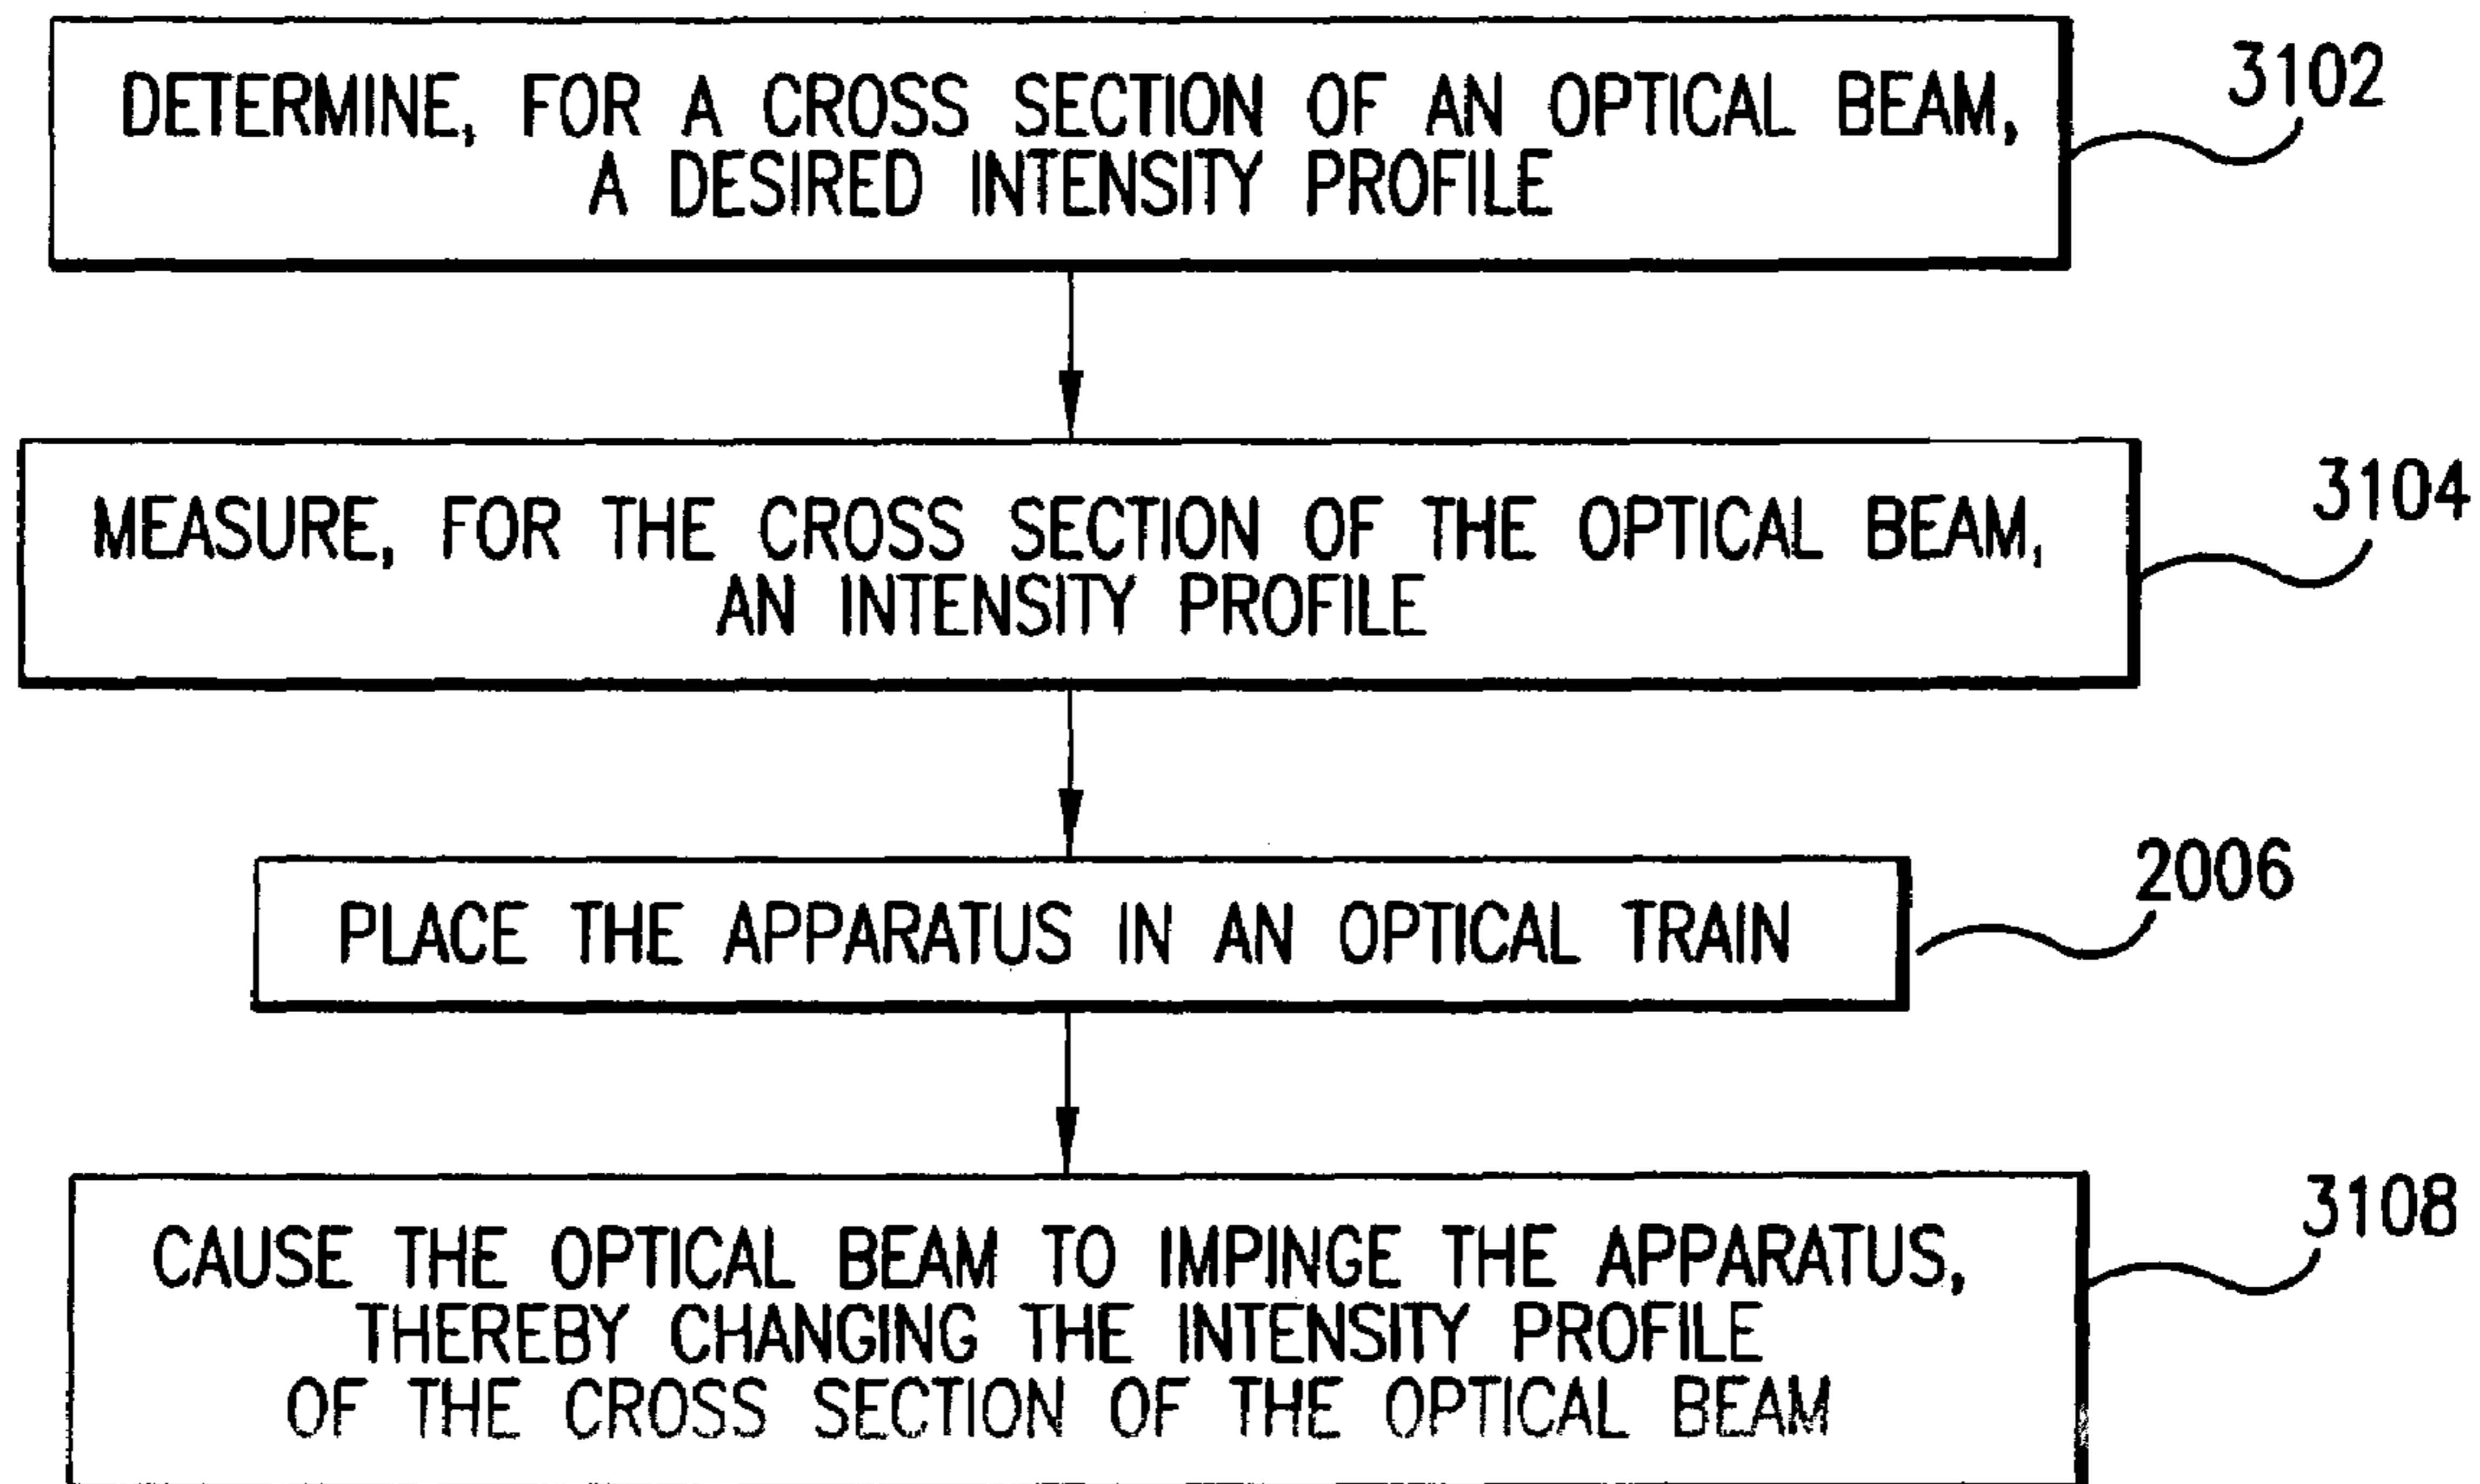 DETERMINE, FOR A CROSS SECTION OF AN OPTICAL BEAM,
A DESIRED INTENSITY PROFILE
3102
MEASURE, FOR THE CROSS SECTION OF THE OPTICAL BEAM,
AN INTENSITY PROFILE
3104
PLACE THE APPARATUS IN AN OPTICAL TRAIN
2006
CAUSE THE OPTICAL BEAM TO IMPINGE THE APPARATUS,
THEREBY CHANGING THE INTENSITY PROFILE
OF THE CROSS SECTION OF THE OPTICAL BEAM
3108